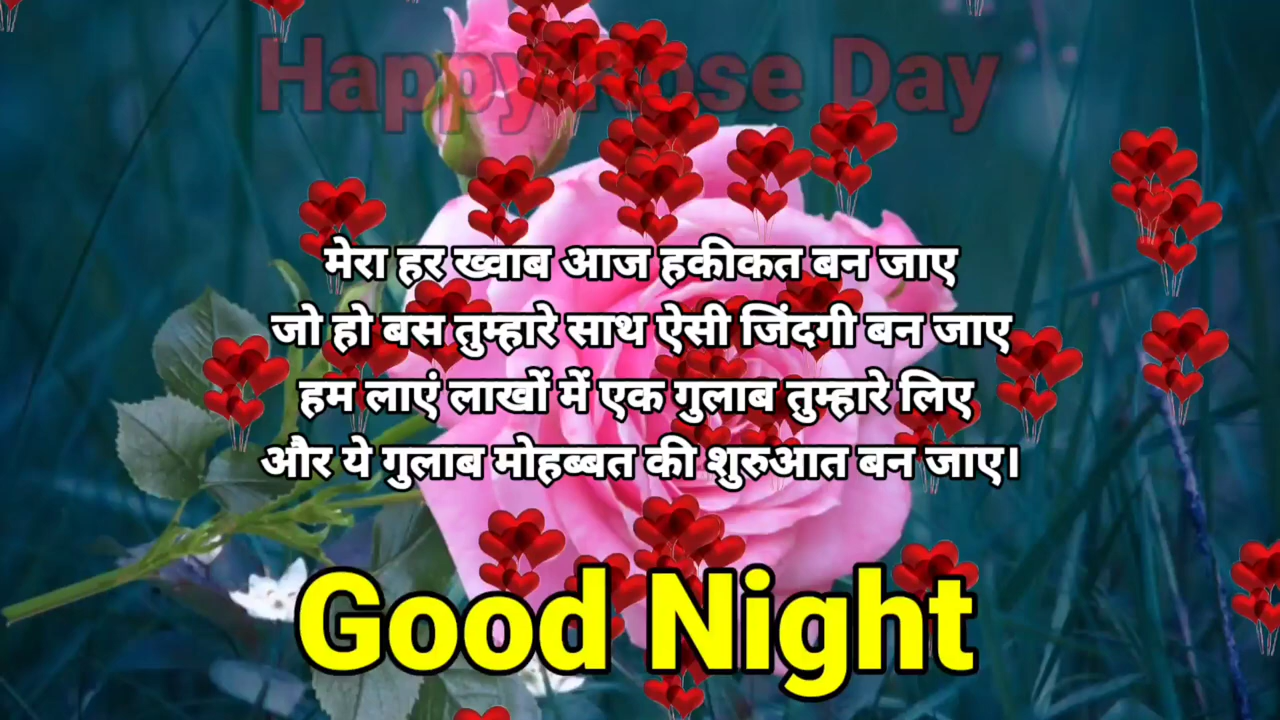 Happy Rose Day
मेरा हर ख्वाब आज हकीकत बन जाए
जो हो बस तुम्हारे साथ ऐसी जिंदगी बन जाए
हम लाएं लाखों में एक गुलाब तुम्हारे लिए
और ये गुलाब मोहब्बत की शुरुआत बन जाए।
Good Night